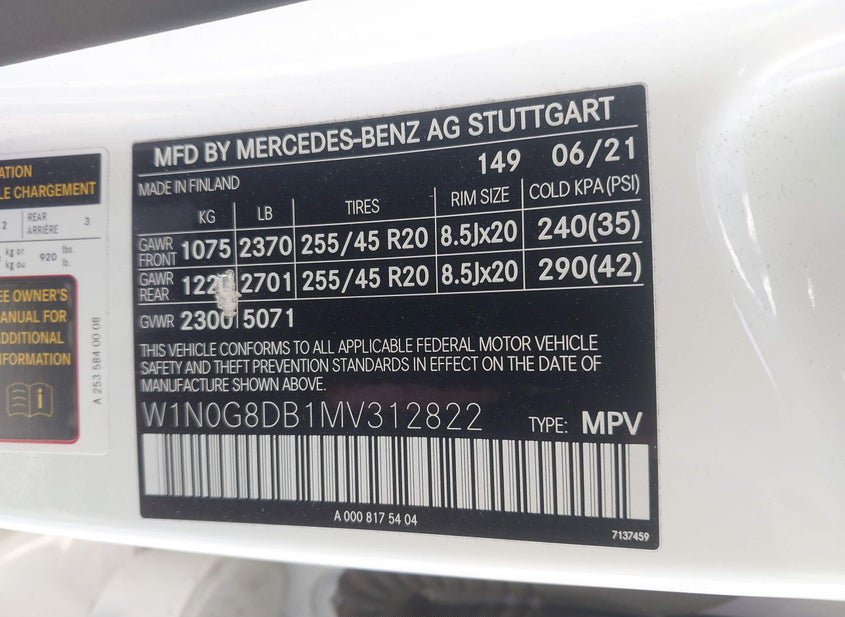 ATION
LE CHARGEMENT
2 REAR ARRIÈRE 3
kg or kg ou 920 lbs. lb.
EE OWNER'S
MANUAL FOR
ADDITIONAL
INFORMATION
A 253 584 00 08
MFD BY MERCEDES-BENZ AG STUTTGART
149 06/21
MADE IN FINLAND
KG LB TIRES RIM SIZE COLD KPA(PSI)
GAWR FRONT 1075 2370 255/45 R20 8.5Jx20 240(35)
GAWR REAR 1220 2701 255/45 R20 8.5Jx20 290(42)
GVWR 2300 5071
THIS VEHICLE CONFORMS TO ALL APPLICABLE FEDERAL MOTOR VEHICLE
SAFETY AND THEFT PREVENTION STANDARDS IN EFFECT ON THE DATE OF
MANUFACTURE SHOWN ABOVE.
W1N0G8DB1MV312822 TYPE: MPV
A 000 817 54 04
7137459